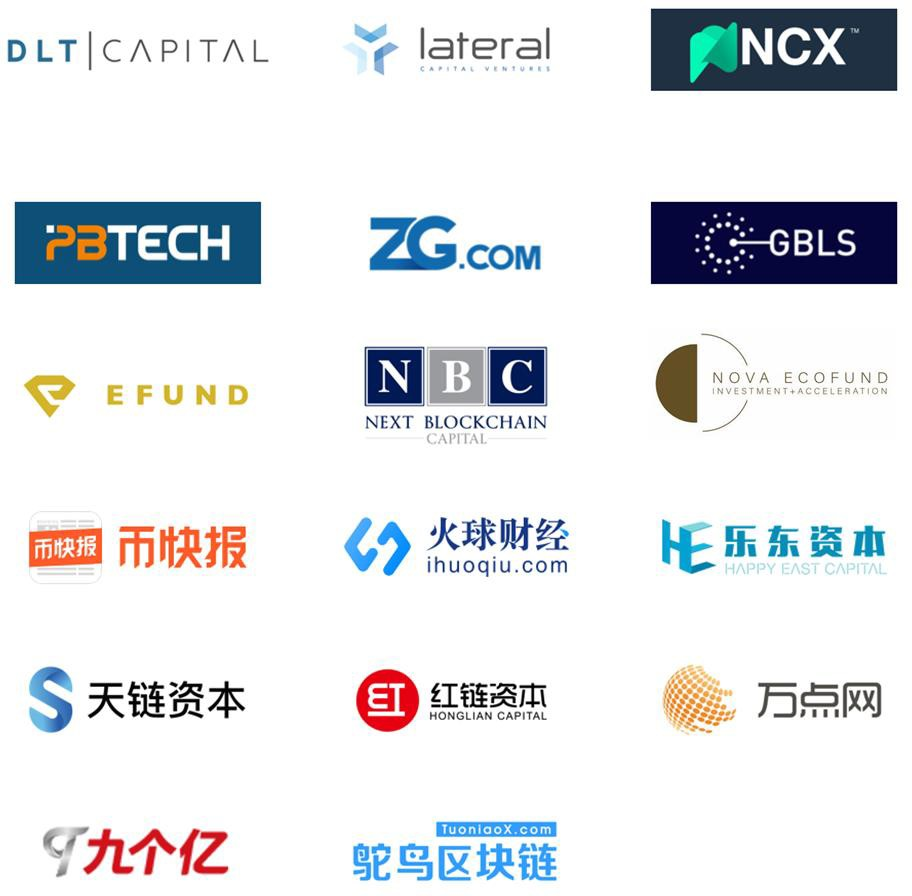 DLT|CAPITAL
lateral
CAPITAL VENTURES
NCX™
PBTECH
ZG.COM
GBLS
EFUND
N B C
NEXT BLOCKCHAIN
CAPITAL
NOVA ECOFUND
INVESTMENT+ACCELERATION
币快报
币快报
火球财经
ihuoqiu.com
乐东资本
HAPPY EAST CAPITAL
天链资本
红链资本
HONGLIAN CAPITAL
万点网
九个亿
TuoniaoX.com
鸵鸟区块链